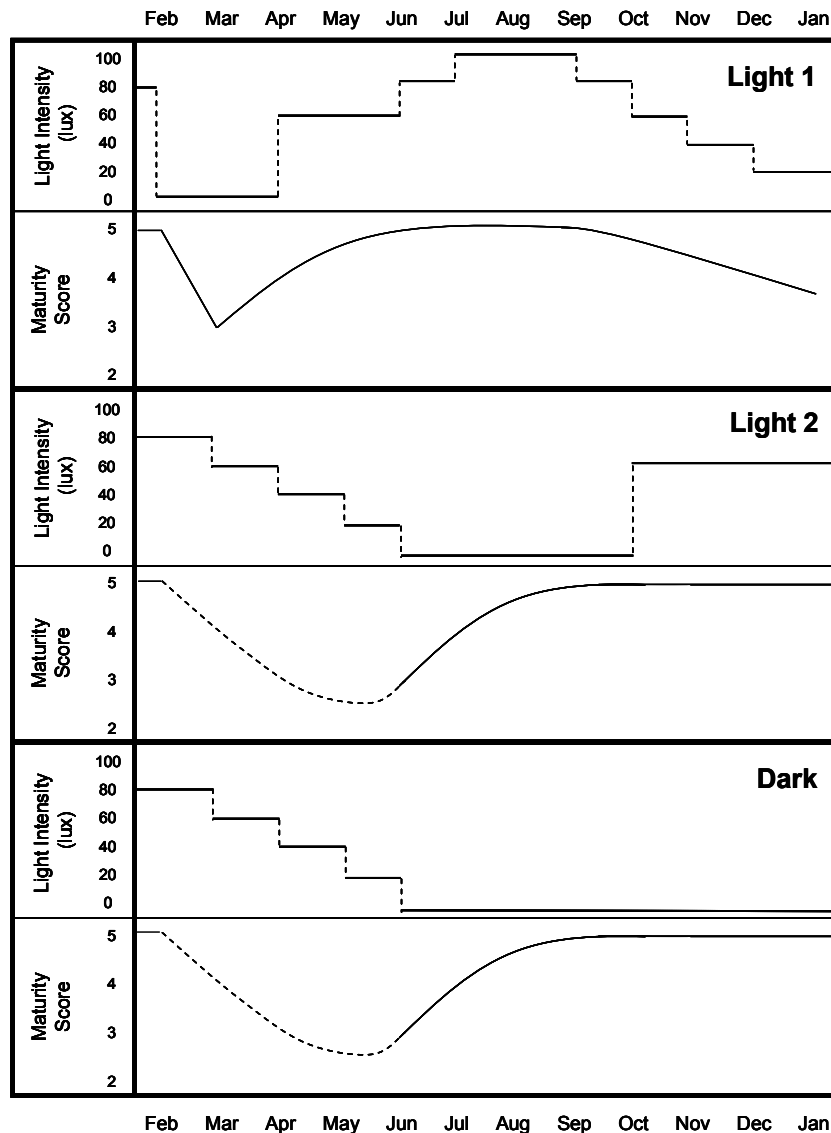 Feb Mar Apr May Jun Jul Aug Sep Oct Nov Dec Jan
Light 1
Light Intensity
(lux)
100
80
60
40
20
0
Maturity
Score
5
4
3
2
Light 2
Light Intensity
(lux)
100
80
60
40
20
0
Maturity
Score
5
4
3
2
Dark
Light Intensity
(lux)
100
80
60
40
20
0
Maturity
Score
5
4
3
2
Feb Mar Apr May Jun Jul Aug Sep Oct Nov Dec Jan